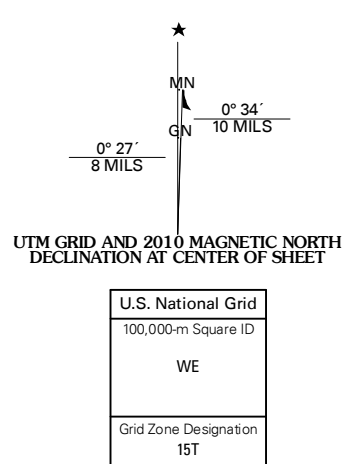 MN
0° 34´
10 MILS
GN
0° 27´
8 MILS
UTM GRID AND 2010 MAGNETIC NORTH
DECLINATION AT CENTER OF SHEET
U.S. National Grid
100,000-m Square ID
WE
Grid Zone Designation
15T